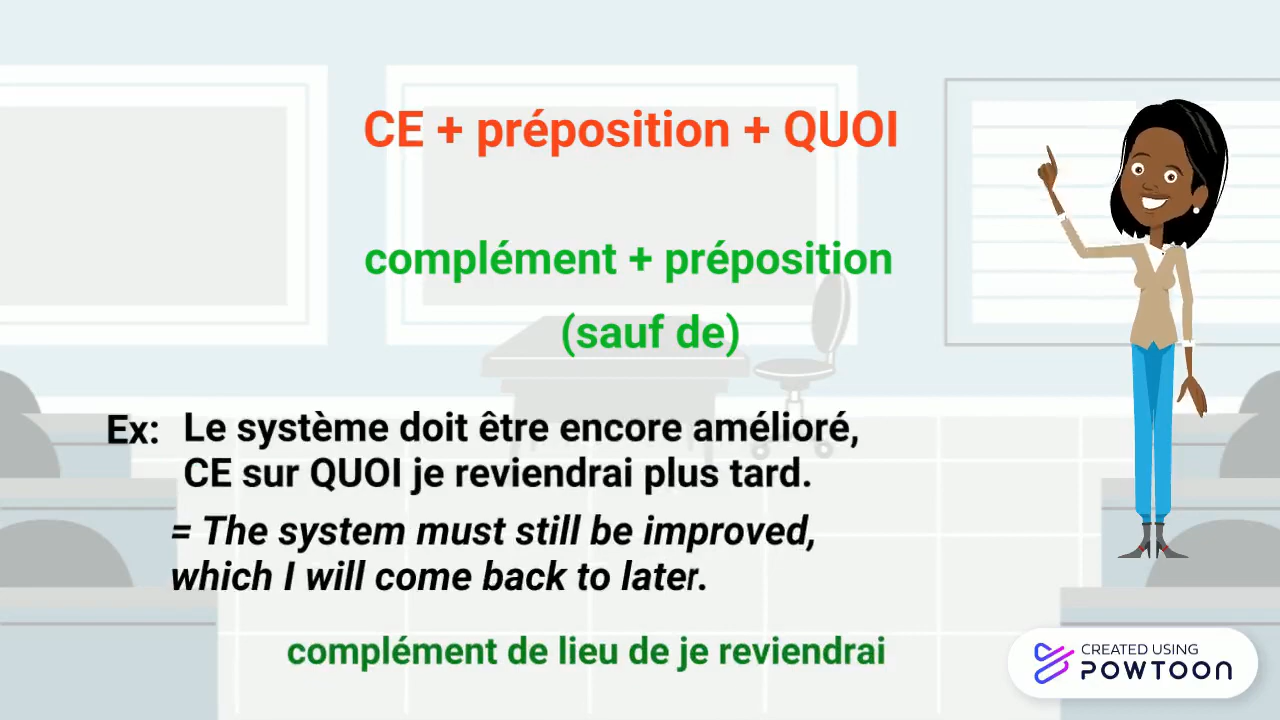 CE + préposition + QUOI
complément + préposition
(sauf de)
Ex: Le système doit être encore amélioré,
CE sur QUOI je reviendrai plus tard.
= The system must still be improved,
which I will come back to later.
complément de lieu de je reviendrai
CREATED USING
POWTOON